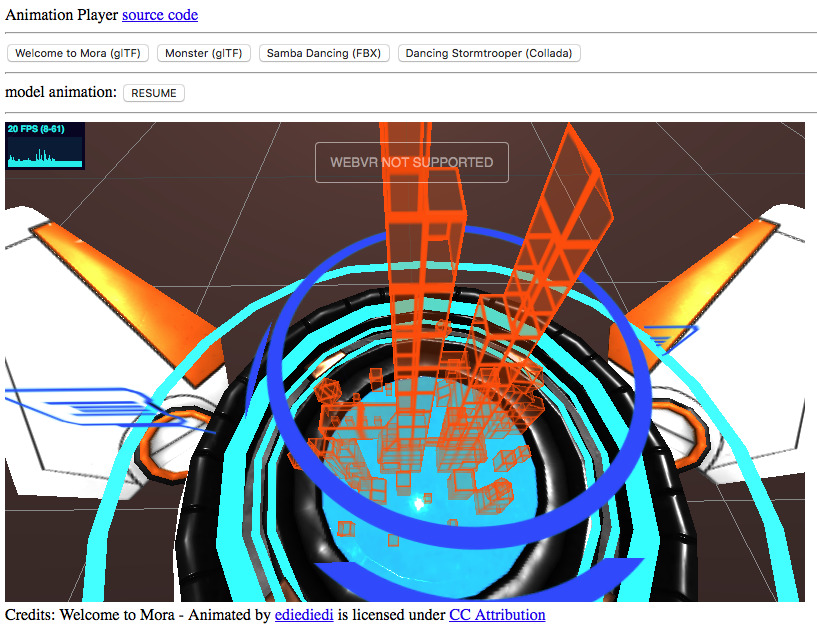 Animation Player source code
Welcome to Mora (glTF) Monster (glTF) Samba Dancing (FBX) Dancing Stormtrooper (Collada)
model animation: RESUME
20 FPS (8-61)
WEBVR NOT SUPPORTED
Credits: Welcome to Mora - Animated by ediediedi is licensed under CC Attribution